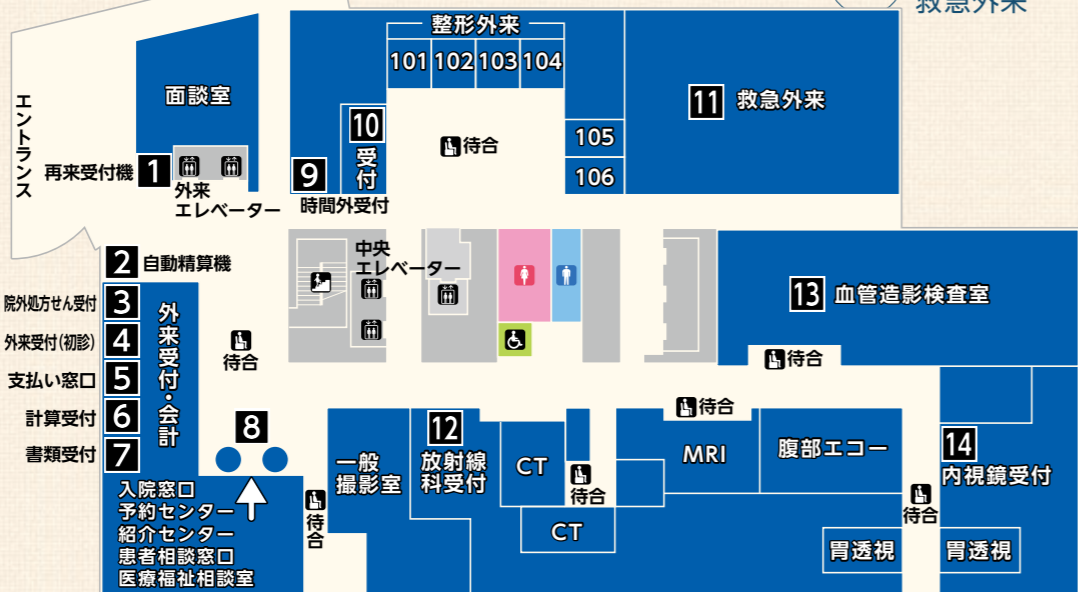 救急外来
整形外来
101
102
103
104
面談室
11
救急外来
エントランス
10
受付
待合
105
106
再来受付機
1
外来
エレベーター
9
時間外受付
2
自動精算機
中央
エレベーター
13
血管造影検査室
院外処方せん受付
3
外来受付(初診)
4
支払い窓口
5
計算受付
6
書類受付
7
外来受付・会計
待合
待合
待合
8
一般
撮影室
12
放射線
科受付
CT
待合
MRI
腹部エコー
14
内視鏡受付
入院窓口
予約センター
紹介センター
患者相談窓口
医療福祉相談室
待合
CT
待合
胃透視
胃透視